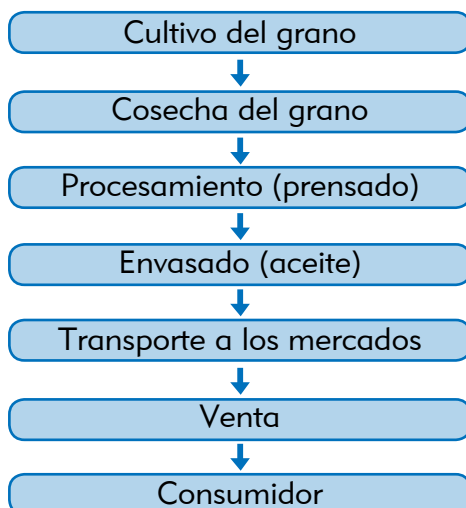 Cultivo del grano
Cosecha del grano
Procesamiento (prensado)
Envasado (aceite)
Transporte a los mercados
Venta
Consumidor